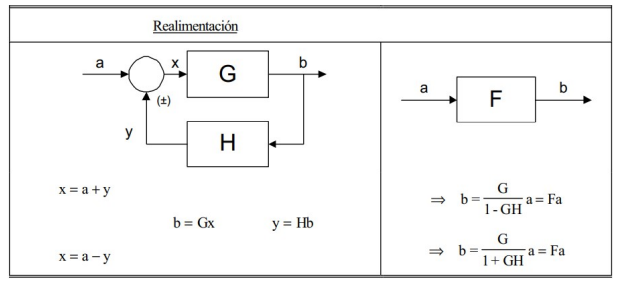 Realimentación
a x G b
(±)
y H
x = a + y
b = Gx y = Hb
x = a − y
a F b
⇒ b = G / 1 - GH a = Fa
⇒ b = G / 1 + GH a = Fa